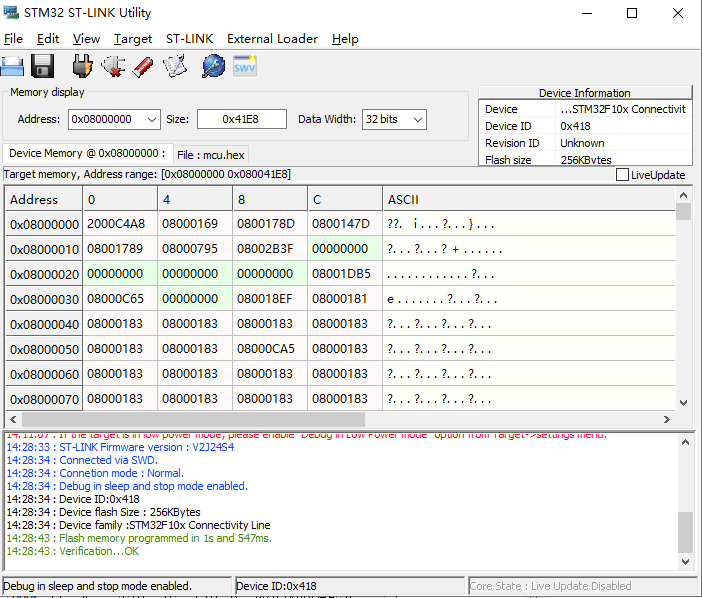 STM32 ST-LINK Utility
File Edit View Target ST-LINK External Loader Help
SWV
Memory display
Address: 0x08000000 Size: 0x41E8 Data Width: 32 bits
Device Information
Device ...STM32F10x Connectivit
Device ID 0x418
Revision ID Unknown
Flash size 256KBytes
Device Memory @ 0x08000000 : File : mcu.hex
Target memory, Address range: [0x08000000 0x080041E8] LiveUpdate
Address 0 4 8 C ASCII
0x08000000 2000C4A8 08000169 0800178D 0800147D ??. i...?...}...
0x08000010 08001789 08000795 08002B3F 00000000 ?...?...?+......
0x08000020 00000000 00000000 00000000 08001DB5 ............?...
0x08000030 08000C65 00000000 080018EF 08000181 e.......?...?...
0x08000040 08000183 08000183 08000183 08000183 ?...?...?...?...
0x08000050 08000183 08000183 08000CA5 08000183 ?...?...?...?...
0x08000060 08000183 08000183 08000183 08000183 ?...?...?...?...
0x08000070 08000183 08000183 08000183 08000183 ?...?...?...?...
14:11:07 : If the target is in low power mode, please enable "Debug in Low Power mode" option from Target->settings menu.
14:28:33 : ST-LINK Firmware version : V2J24S4
14:28:34 : Connected via SWD.
14:28:34 : Connetion mode : Normal.
14:28:34 : Debug in sleep and stop mode enabled.
14:28:34 : Device ID:0x418
14:28:34 : Device flash Size : 256KBytes
14:28:34 : Device family :STM32F10x Connectivity Line
14:28:43 : Flash memory programmed in 1s and 547ms.
14:28:43 : Verification...OK
Debug in sleep and stop mode enabled. Device ID:0x418 Core State : Live Update Disabled